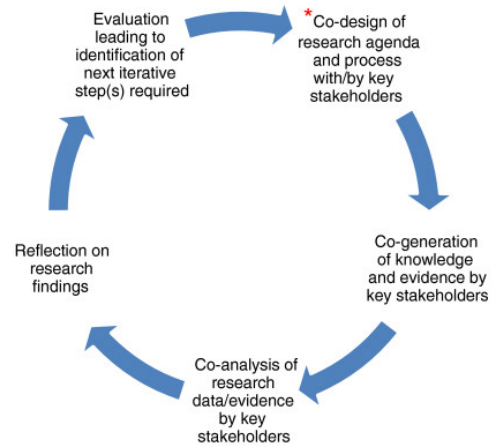 Evaluation
leading to
identification of
next iterative
step(s) required
*Co-design of
research agenda
and process
with/by key
stakeholders
Co-generation
of knowledge
and evidence by
key stakeholders
Co-analysis of
research
data/evidence
by key
stakeholders
Reflection on
research
findings